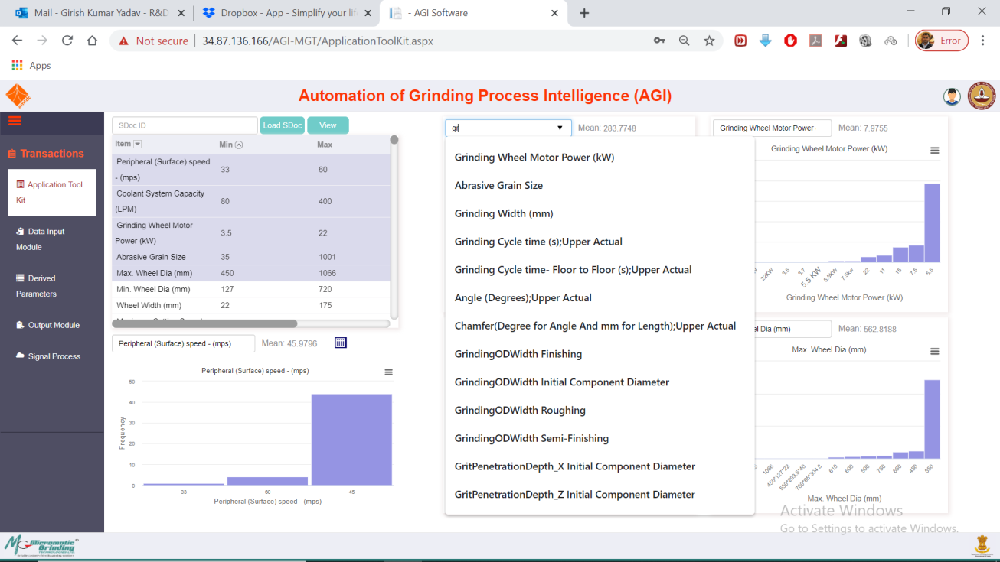 Mail - Girish Kumar Yadav - R&D
Dropbox - App - Simplify your life
- AGI Software
Not secure
34.87.136.166/AGI-MGT/ApplicationToolKit.aspx
Error
Apps
Automation of Grinding Process Intelligence (AGI)
Transactions
Application Tool
Kit
Data Input
Module
Derived
Parameters
Output Module
Signal Process
SDoc ID
Load SDoc
View
Item Min Max
Peripheral (Surface) speed
- (mps)
33 60
Coolant System Capacity
(LPM)
80 400
Grinding Wheel Motor
Power (kW)
3.5 22
Abrasive Grain Size 35 1001
Max. Wheel Dia (mm) 450 1066
Min. Wheel Dia (mm) 127 720
Wheel Width (mm) 22 175
Peripheral (Surface) speed - (mps)
Mean: 45.9796
Peripheral (Surface) speed - (mps)
Frequency
50
40
30
20
10
0
33 60 45
Peripheral (Surface) speed - (mps)
gri
Mean: 283.7748
Grinding Wheel Motor Power (kW)
Abrasive Grain Size
Grinding Width (mm)
Grinding Cycle time (s);Upper Actual
Grinding Cycle time- Floor to Floor (s);Upper Actual
Angle (Degrees);Upper Actual
Chamfer(Degree for Angle And mm for Length);Upper Actual
GrindingODWidth Finishing
GrindingODWidth Initial Component Diameter
GrindingODWidth Roughing
GrindingODWidth Semi-Finishing
GritPenetrationDepth_X Initial Component Diameter
GritPenetrationDepth_Z Initial Component Diameter
Grinding Wheel Motor Power
Mean: 7.9755
Grinding Wheel Motor Power (kW)
22KW 3.5 3.7 5.5 KW 5.5KW 7.5kw 22 11 15 7.5 5.5
Grinding Wheel Motor Power (kW)
el Dia (mm)
Mean: 562.8188
Max. Wheel Dia (mm)
1066 450*127*22 550*203.5*40 760*65*304.8 610 600 500 760 660 450 550
Max. Wheel Dia (mm)
Activate Windows
Go to Settings to activate Windows.
Micromatic
Grinding